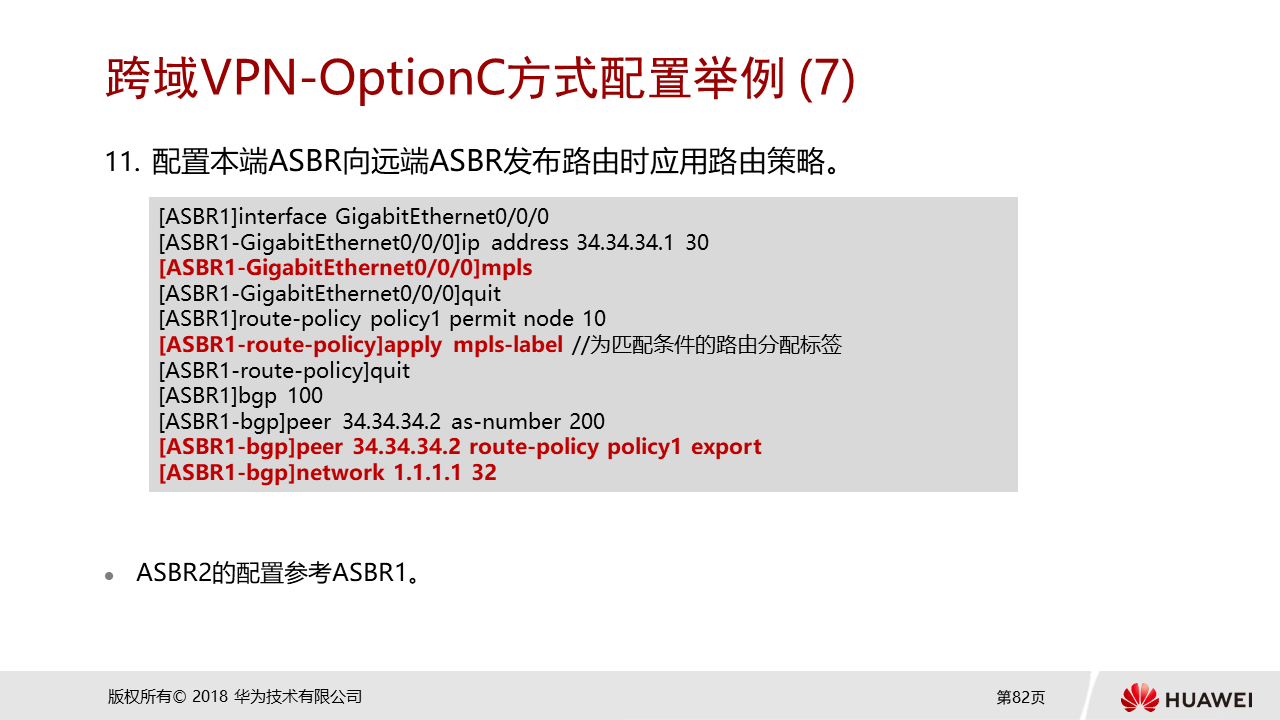 跨域VPN-OptionC方式配置举例 (7)
11. 配置本端ASBR向远端ASBR发布路由时应用路由策略。
[ASBR1]interface GigabitEthernet0/0/0
[ASBR1-GigabitEthernet0/0/0]ip address 34.34.34.1 30
[ASBR1-GigabitEthernet0/0/0]mpls
[ASBR1-GigabitEthernet0/0/0]quit
[ASBR1]route-policy policy1 permit node 10
[ASBR1-route-policy]apply mpls-label //为匹配条件的路由分配标签
[ASBR1-route-policy]quit
[ASBR1]bgp 100
[ASBR1-bgp]peer 34.34.34.2 as-number 200
[ASBR1-bgp]peer 34.34.34.2 route-policy policy1 export
[ASBR1-bgp]network 1.1.1.1 32
● ASBR2的配置参考ASBR1。
版权所有© 2018 华为技术有限公司
第82页
HUAWEI